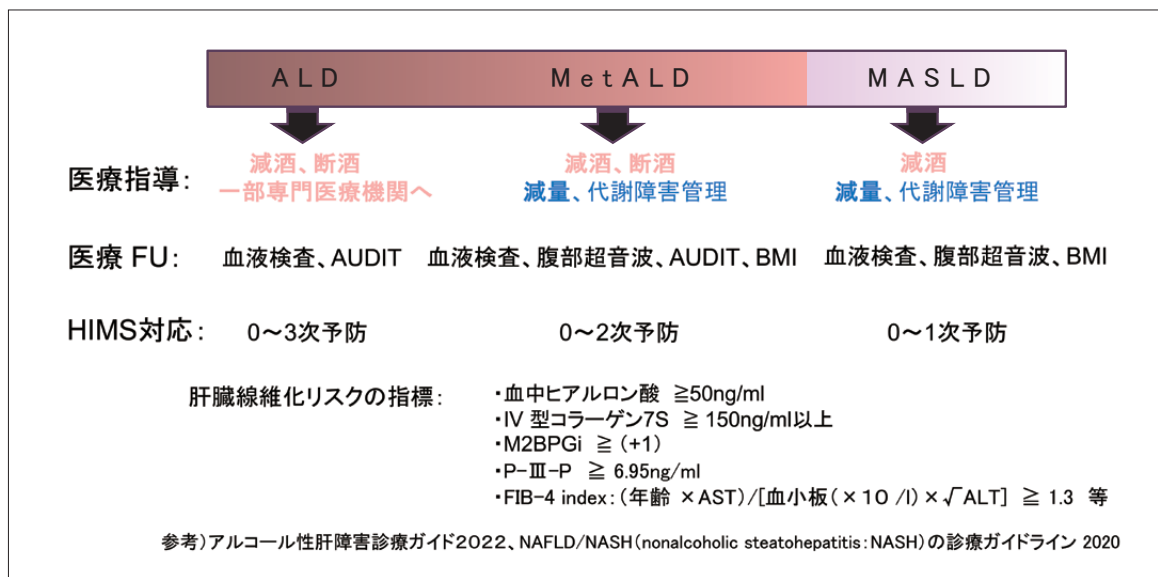 ALD MetALD MASLD
医療指導： 減酒、断酒 減酒、断酒 減酒
一部専門医療機関へ 減量、代謝障害管理 減量、代謝障害管理
医療 FU： 血液検査、AUDIT 血液検査、腹部超音波、AUDIT、BMI 血液検査、腹部超音波、BMI
HIMS対応： 0～3次予防 0～2次予防 0～1次予防
肝臓線維化リスクの指標： ・血中ヒアルロン酸 ≧50ng/ml
・IV 型コラーゲン7S ≧ 150ng/ml以上
・M2BPGi ≧ (+1)
・P-Ⅲ-P ≧ 6.95ng/ml
・FIB-4 index：(年齢 ×AST)/[血小板(×10 /l)×√ALT] ≧ 1.3 等
参考)アルコール性肝障害診療ガイド2022、NAFLD/NASH(nonalcoholic steatohepatitis：NASH)の診療ガイドライン 2020